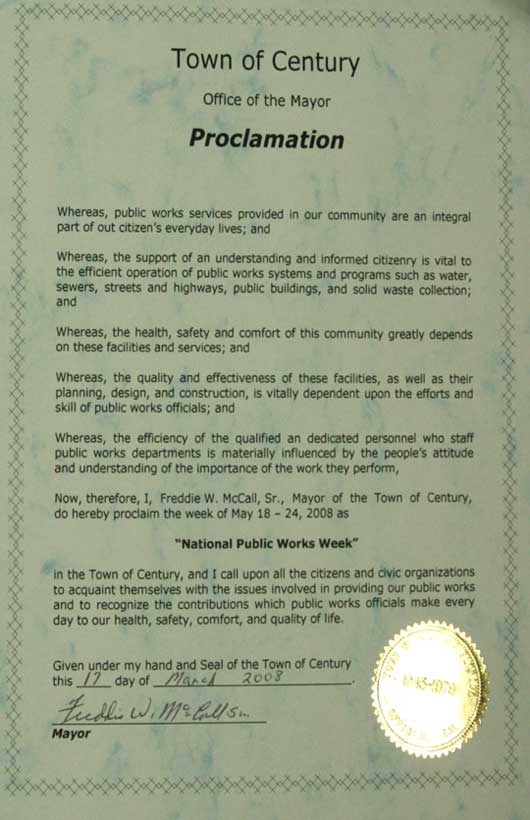 Town of Century
Office of the Mayor
Proclamation
Whereas, public works services provided in our community are an integral
part of out citizen's everyday lives; and
Whereas, the support of an understanding and informed citizenry is vital to
the efficient operation of public works systems and programs such as water,
sewers, streets and highways, public buildings, and solid waste collection;
and
Whereas, the health, safety and comfort of this community greatly depends
on these facilities and services; and
Whereas, the quality and effectiveness of these facilities, as well as their
planning, design, and construction, is vitally dependent upon the efforts and
skill of public works officials; and
Whereas, the efficiency of the qualified an dedicated personnel who staff
public works departments is materially influenced by the people's attitude
and understanding of the importance of the work they perform,
Now, therefore, I, Freddie W. McCall, Sr., Mayor of the Town of Century,
do hereby proclaim the week of May 18 – 24, 2008 as
"National Public Works Week"
in the Town of Century, and I call upon all the citizens and civic organizations
to acquaint themselves with the issues involved in providing our public works
and to recognize the contributions which public works officials make every
day to our health, safety, comfort, and quality of life.
Given under my hand and Seal of the Town of Century
this 17 day of March 2008.
Freddie W. McCall Sr.
Mayor